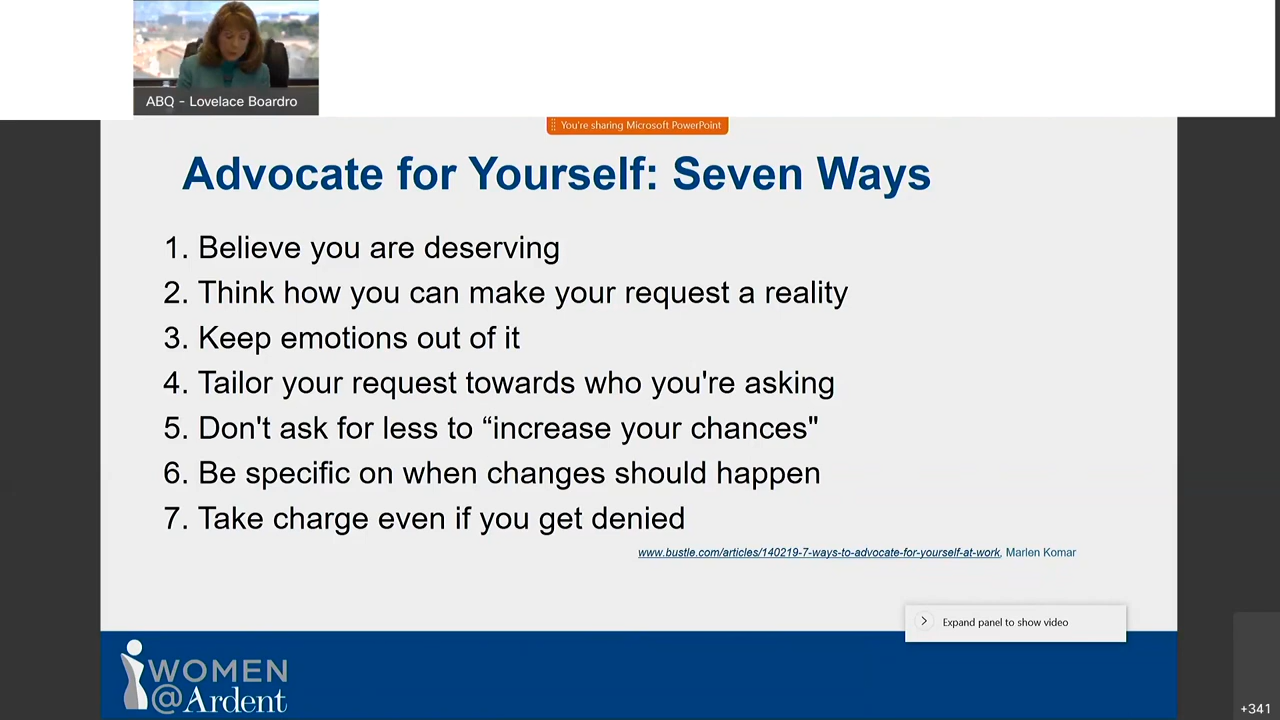 ABQ - Lovelace Boardro
You're sharing Microsoft PowerPoint
Advocate for Yourself: Seven Ways
1. Believe you are deserving
2. Think how you can make your request a reality
3. Keep emotions out of it
4. Tailor your request towards who you're asking
5. Don't ask for less to “increase your chances"
6. Be specific on when changes should happen
7. Take charge even if you get denied
www.bustle.com/articles/140219-7-ways-to-advocate-for-yourself-at-work, Marlen Komar
Expand panel to show video
WOMEN
@Ardent
+341